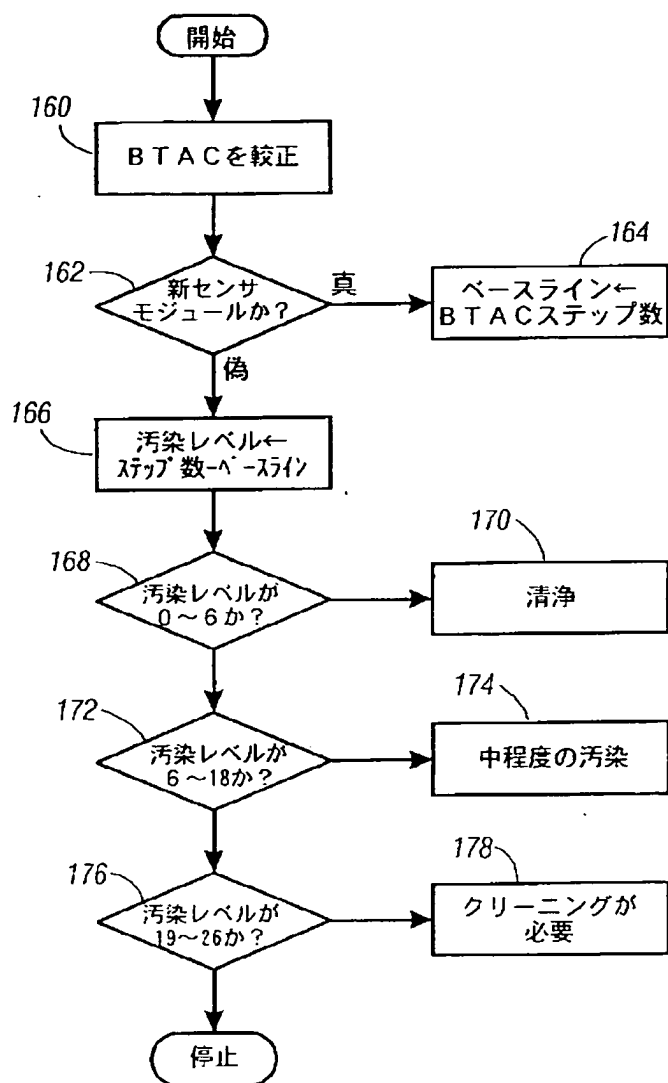 開始
160
ＢＴＡＣを較正
162
新センサ
モジュールか？
真
164
ベースライン←
ＢＴＡＣステップ数
偽
166
汚染レベル←
ｽﾃｯﾌﾟ数-ﾍﾞｰｽﾗｲﾝ
168
汚染レベルが
０～６か？
170
清浄
172
汚染レベルが
６～18か？
174
中程度の汚染
176
汚染レベルが
19～26か？
178
クリーニングが
必要
停止